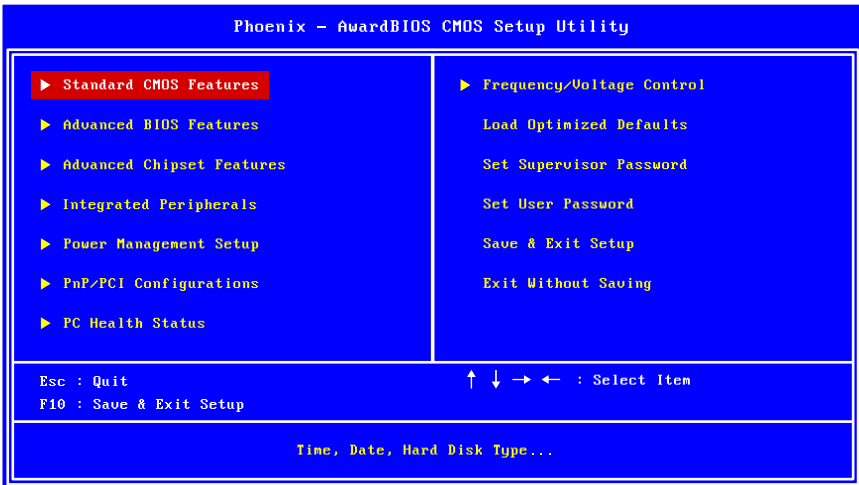 Phoenix – AwardBIOS CMOS Setup Utility
Standard CMOS Features
Advanced BIOS Features
Advanced Chipset Features
Integrated Peripherals
Power Management Setup
PnP/PCI Configurations
PC Health Status
Frequency/Voltage Control
Load Optimized Defaults
Set Supervisor Password
Set User Password
Save & Exit Setup
Exit Without Saving
Esc : Quit
F10 : Save & Exit Setup
↑ ↓ → ← : Select Item
Time, Date, Hard Disk Type...